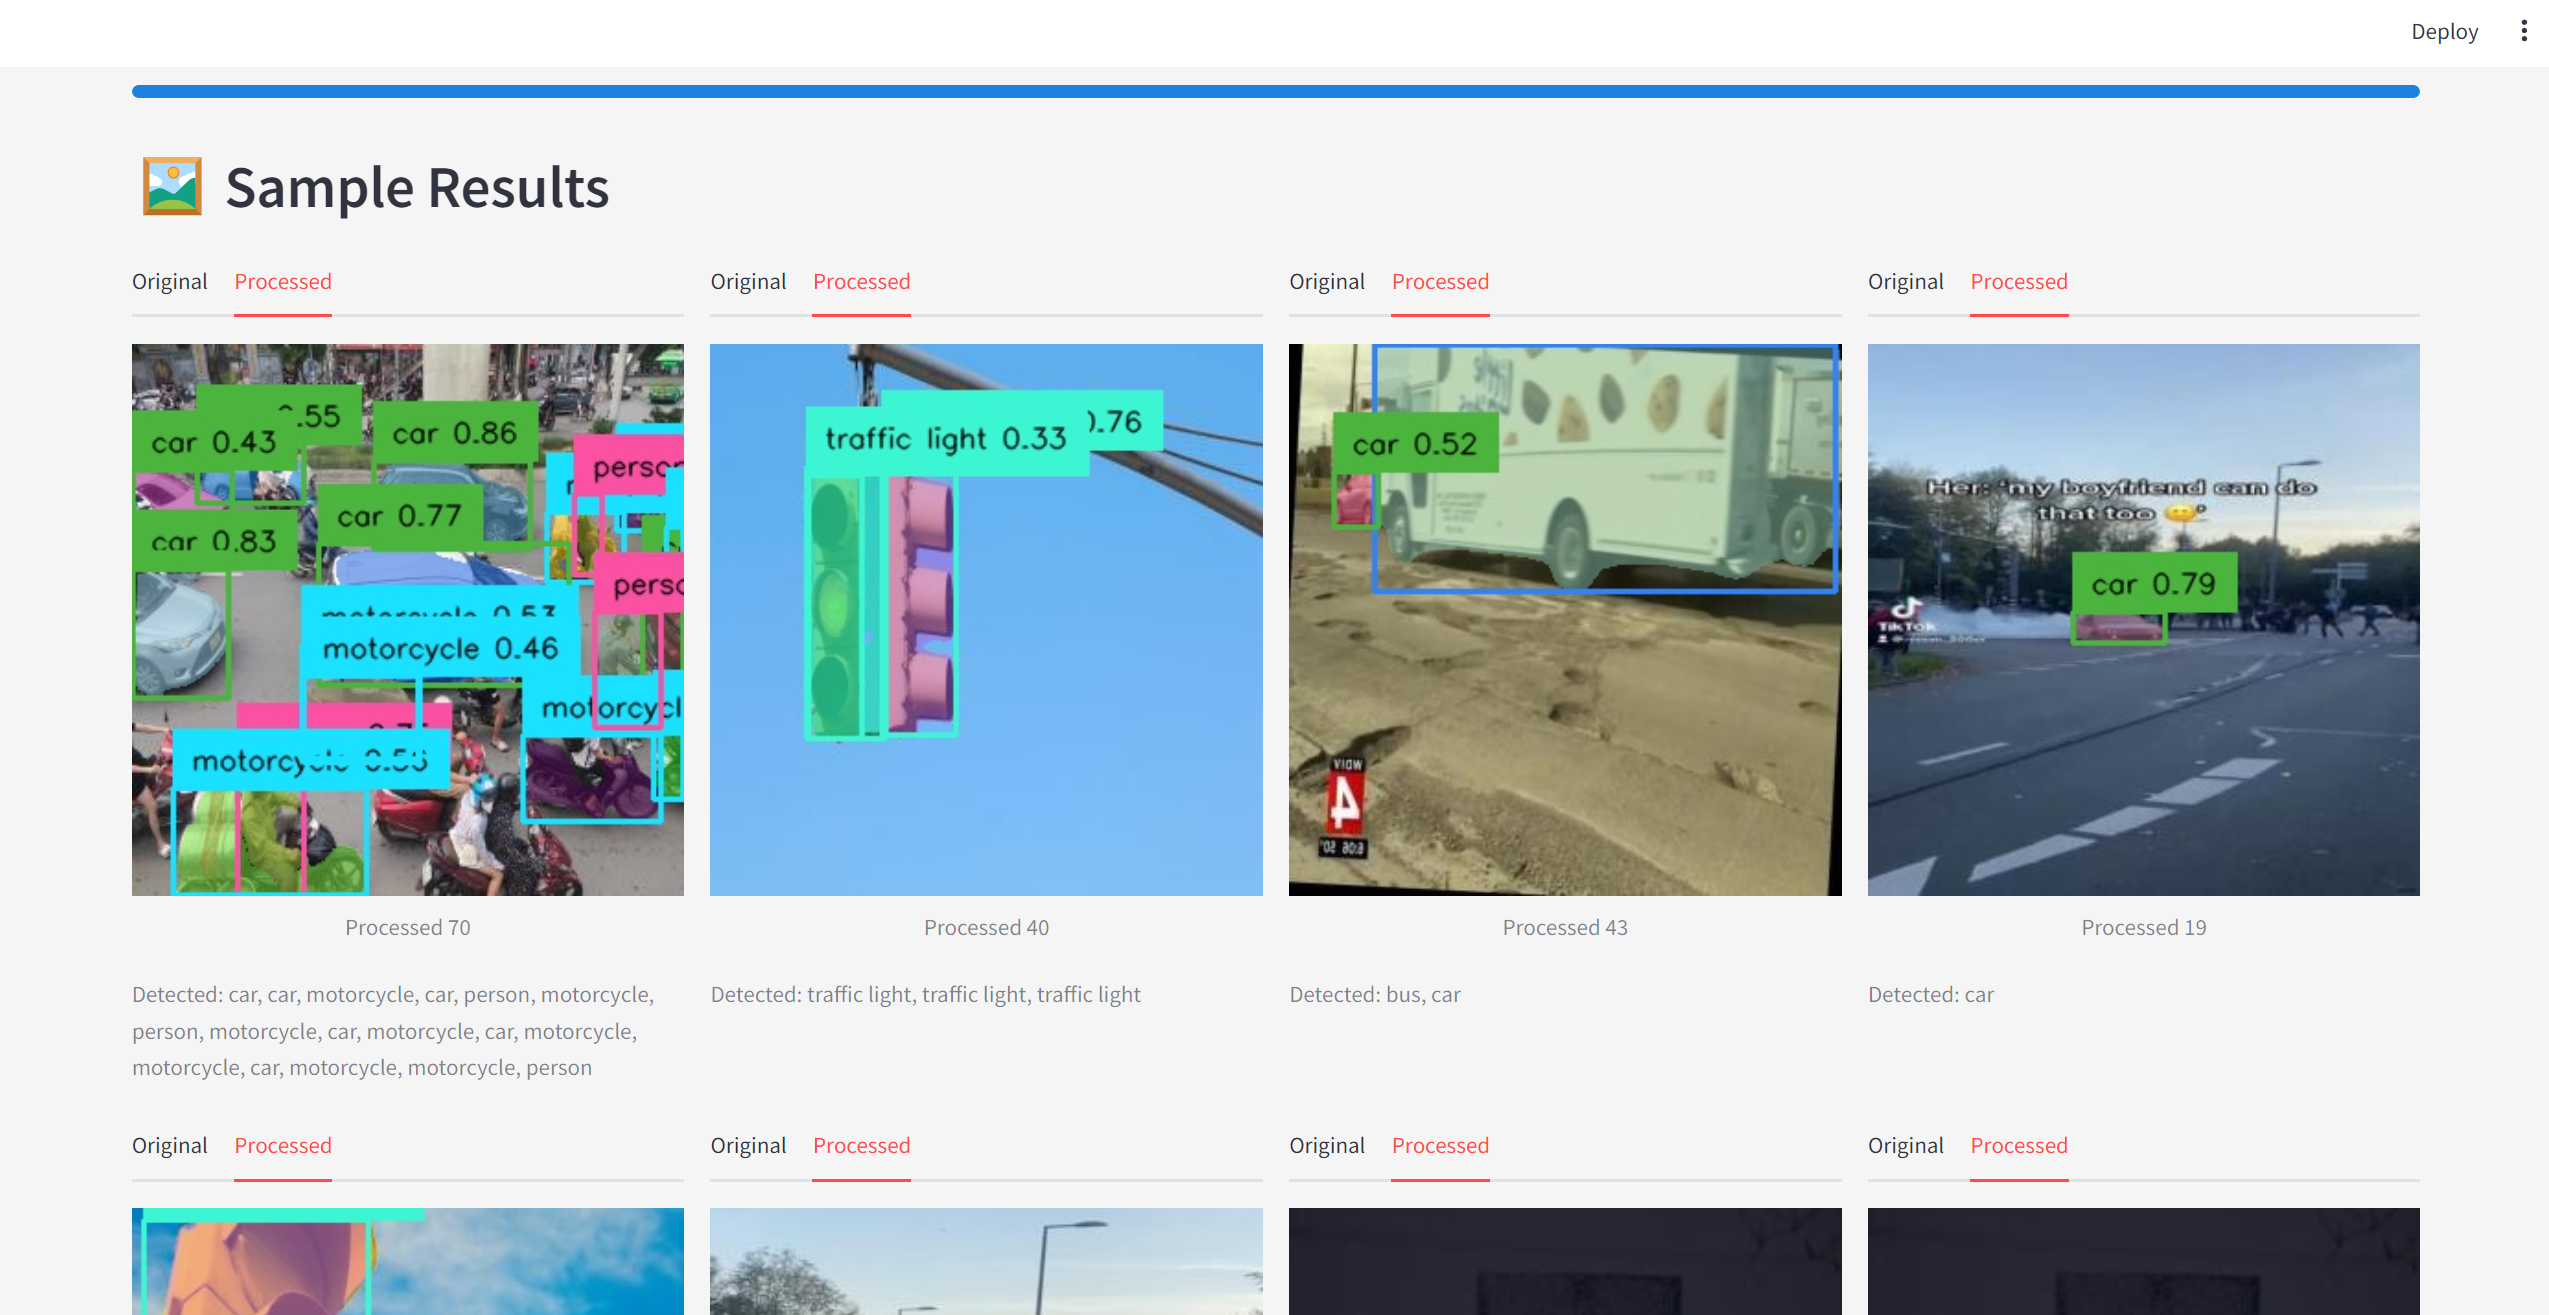 Deploy
Sample Results
Original Processed
Original Processed
Original Processed
Original Processed
.55
car 0.43
car 0.86
car 0.77
car 0.83
motorcycle 0.53
motorcycle 0.46
motorcycle 0.56
traffic light 0.33
0.76
car 0.52
VIEW
4
Her: 'my boyfriend can do
that too 😏'
car 0.79
TikTok
Processed 70
Processed 40
Processed 43
Processed 19
Detected: car, car, motorcycle, car, person, motorcycle,
person, motorcycle, car, motorcycle, car, motorcycle,
motorcycle, car, motorcycle, motorcycle, person
Detected: traffic light, traffic light, traffic light
Detected: bus, car
Detected: car
Original Processed
Original Processed
Original Processed
Original Processed